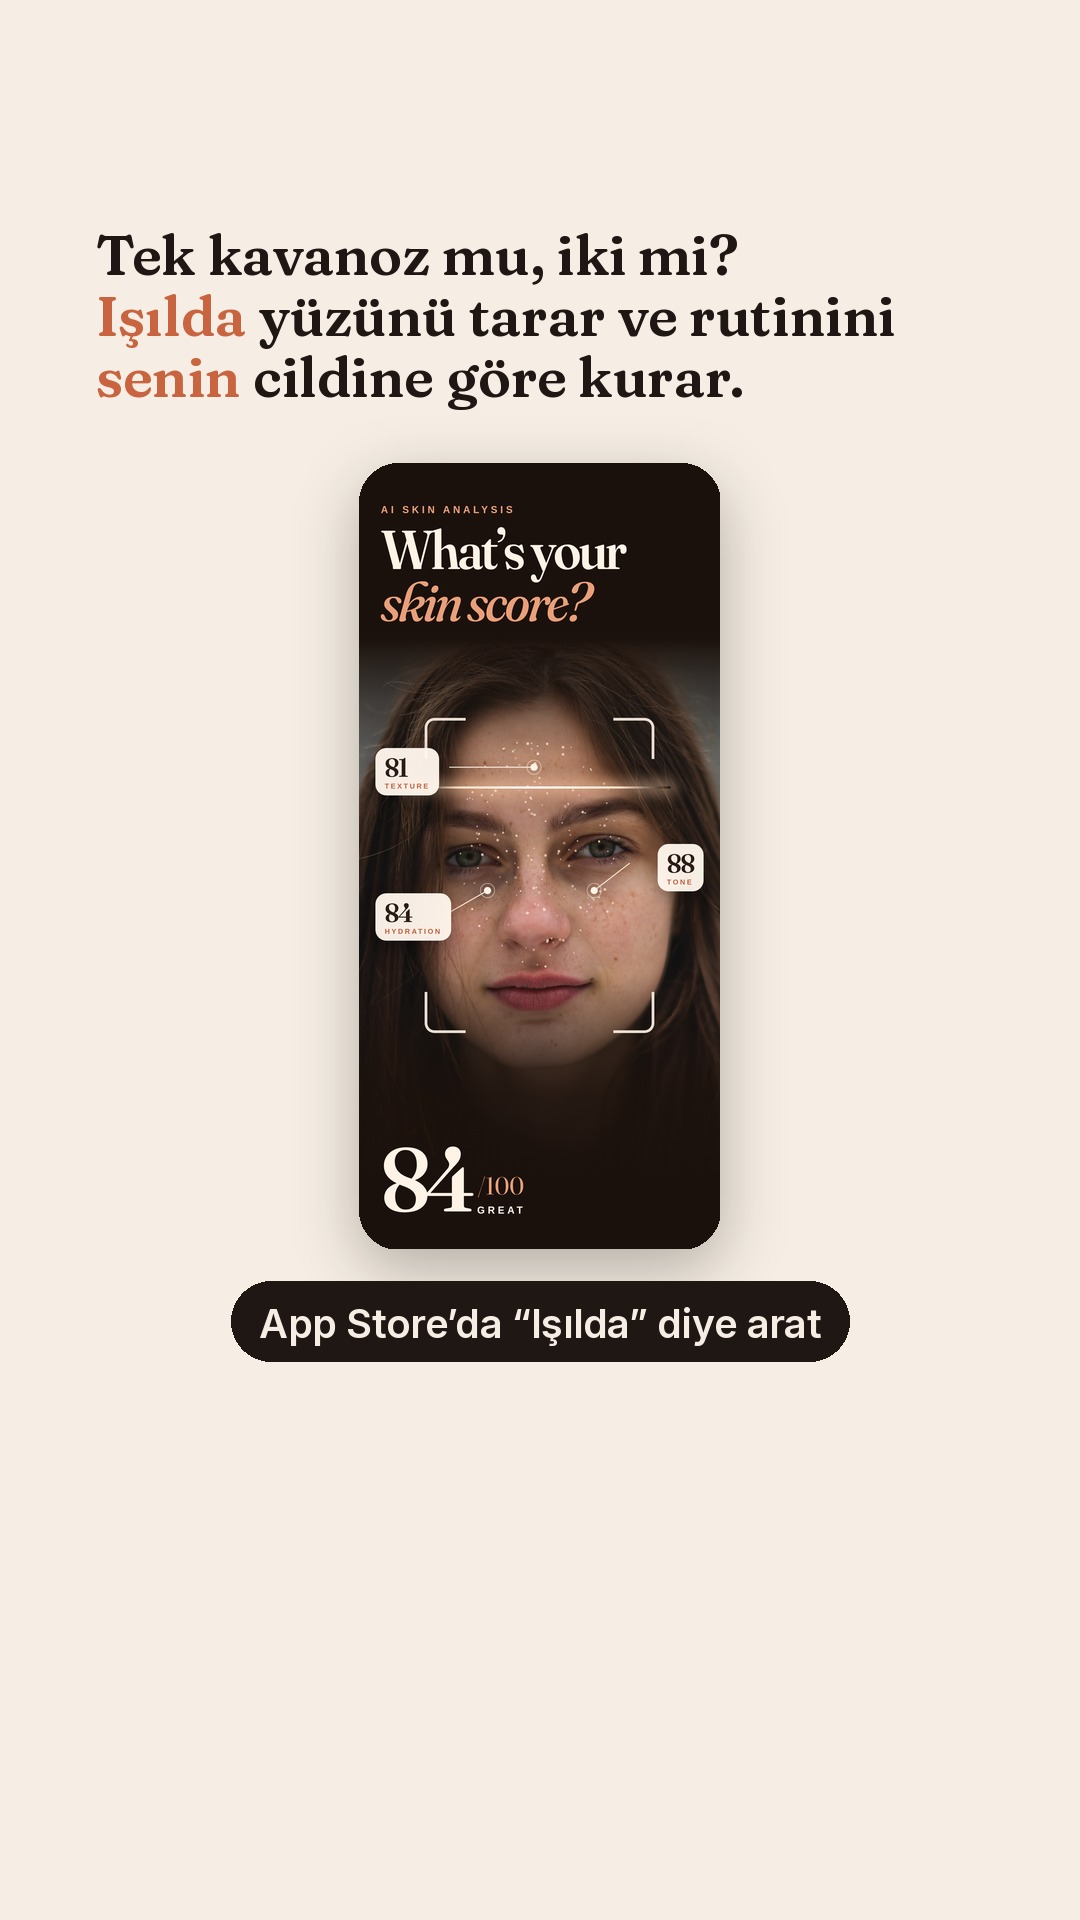 Tek kavanoz mu, iki mi?
Işılda yüzünü tarar ve rutinini
senin cildine göre kurar.
AI SKIN ANALYSIS
What’s your
skin score?
81
TEXTURE
88
TONE
84
HYDRATION
84 /100
GREAT
App Store’da “Işılda” diye arat